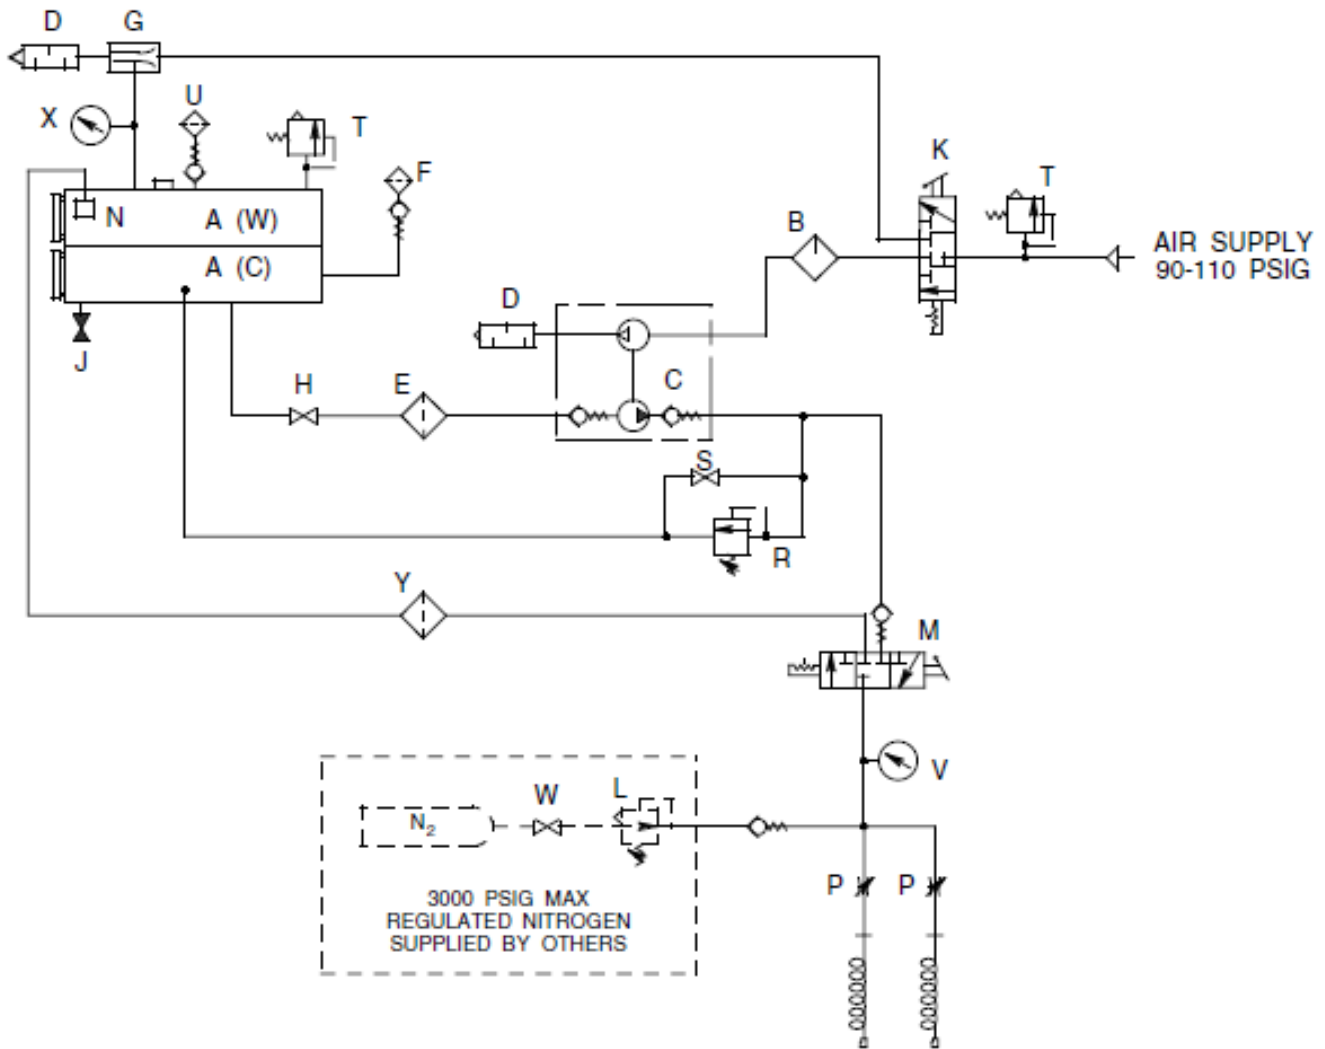 D
G
X
U
T
F
N
A (W)
A (C)
K
T
B
AIR SUPPLY
90-110 PSIG
D
J
H
E
C
S
R
Y
M
V
W
L
N2
P
P
3000 PSIG MAX
REGULATED NITROGEN
SUPPLIED BY OTHERS